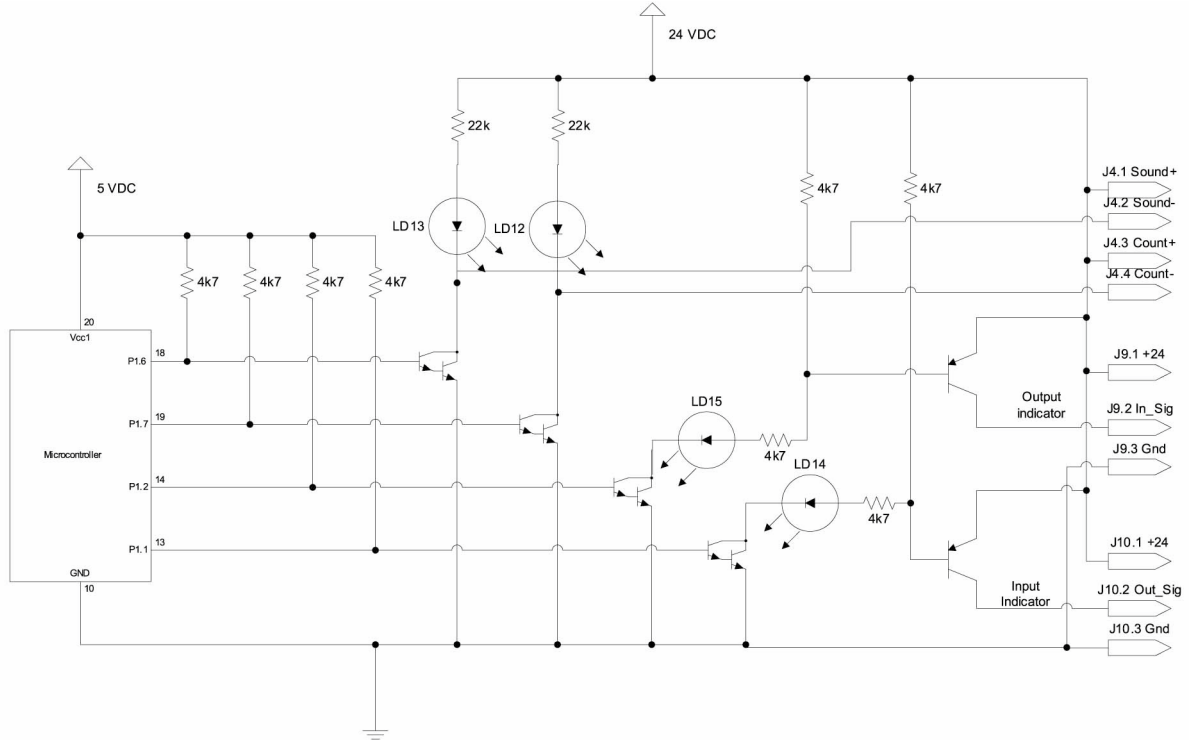 24 VDC
22k
22k
5 VDC
4k7
4k7
J4.1 Sound+
J4.2 Sound-
LD13
LD12
J4.3 Count+
J4.4 Count-
4k7
4k7
4k7
4k7
20
Vcc1
P1.6
18
J9.1 +24
Output
indicator
LD15
J9.2 In_Sig
P1.7
19
Microcontroller
4k7
LD14
J9.3 Gnd
P1.2
14
4k7
P1.1
13
J10.1 +24
GND
10
Input
Indicator
J10.2 Out_Sig
J10.3 Gnd